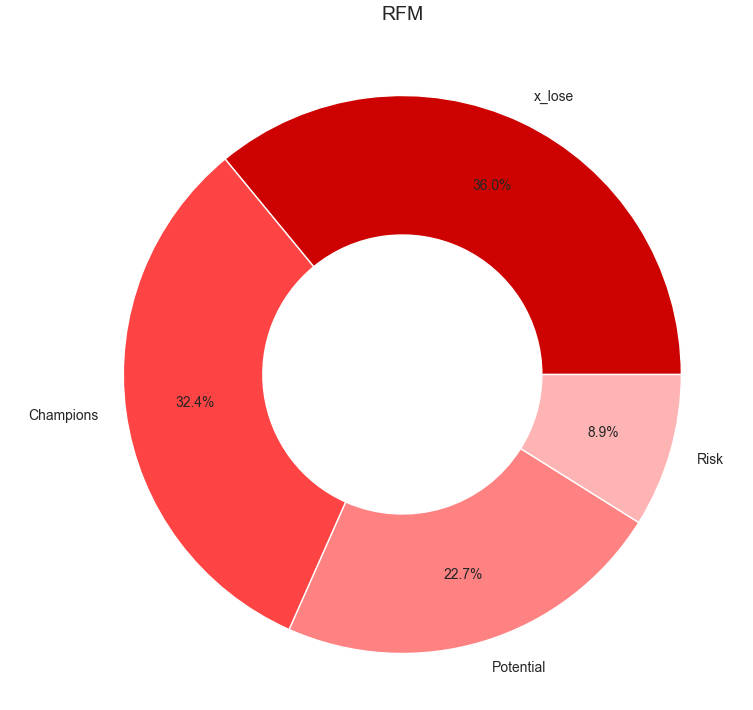 RFM
x_lose
36.0%
Champions
32.4%
8.9%
Risk
22.7%
Potential